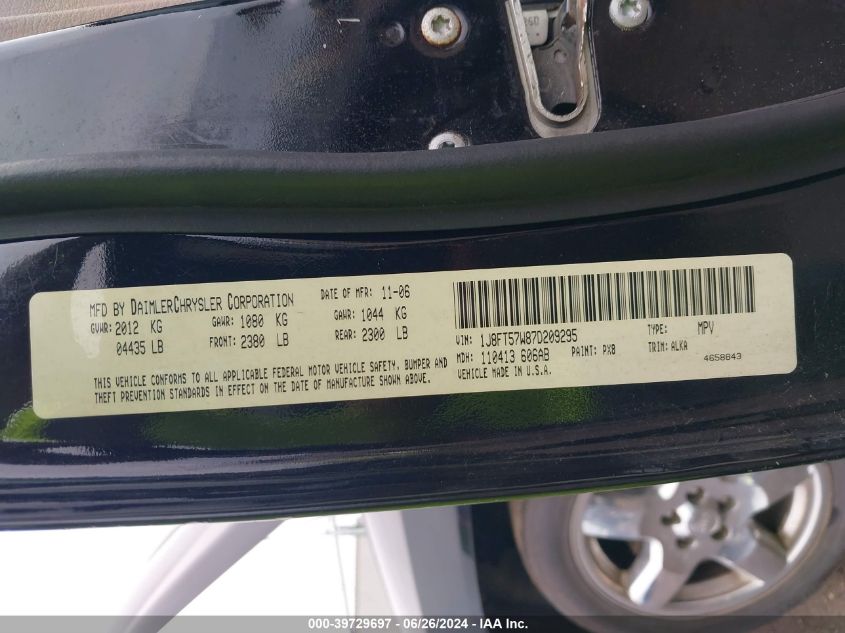 MFD BY DAIMLERCHRYSLER CORPORATION DATE OF MFR: 11-06
GVWR: 2012 KG GAWR: 1080 KG GAWR: 1044 KG
04435 LB FRONT: 2380 LB REAR: 2300 LB
THIS VEHICLE CONFORMS TO ALL APPLICABLE FEDERAL MOTOR VEHICLE SAFETY, BUMPER AND
THEFT PREVENTION STANDARDS IN EFFECT ON THE DATE OF MANUFACTURE SHOWN ABOVE.
VIN: 1J8FT57W87D209295 TYPE: MPV
MDH: 110413 606AB PAINT: PX8 TRIM: ALKA
VEHICLE MADE IN U.S.A. 4658643
000-39729697 - 06/26/2024 - IAA Inc.